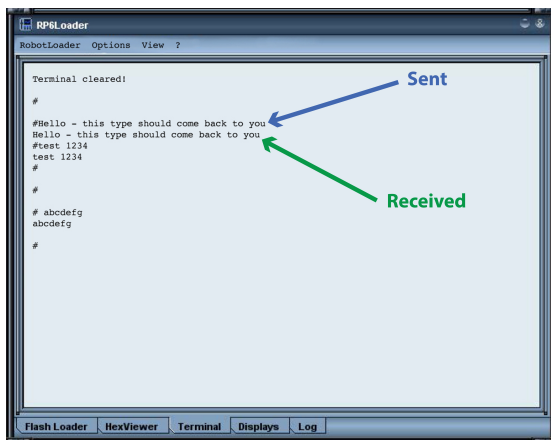 RP6Loader
RobotLoader Options View ?
Terminal cleared!
#
#Hello - this type should come back to you
Hello - this type should come back to you
#test 1234
test 1234
#
#
# abcdefg
abcdefg
#
Sent
Received
Flash Loader HexViewer Terminal Displays Log